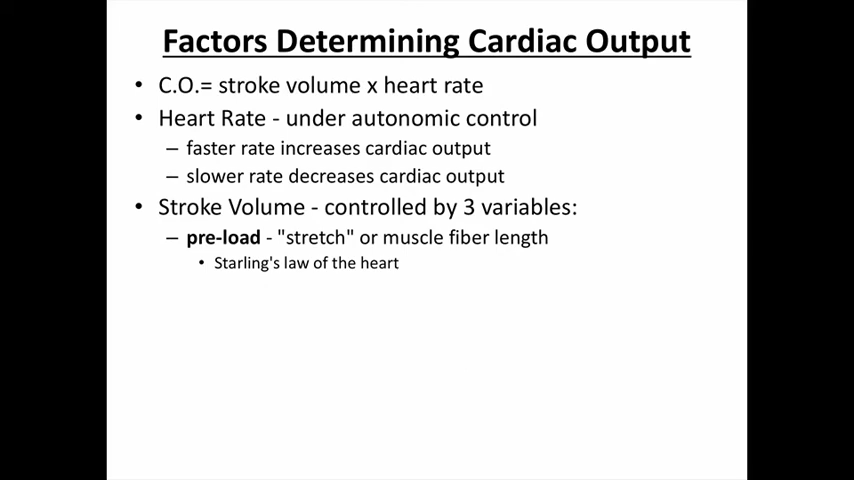 Factors Determining Cardiac Output
• C.O.= stroke volume x heart rate
• Heart Rate - under autonomic control
– faster rate increases cardiac output
– slower rate decreases cardiac output
• Stroke Volume - controlled by 3 variables:
– pre-load - "stretch" or muscle fiber length
• Starling's law of the heart